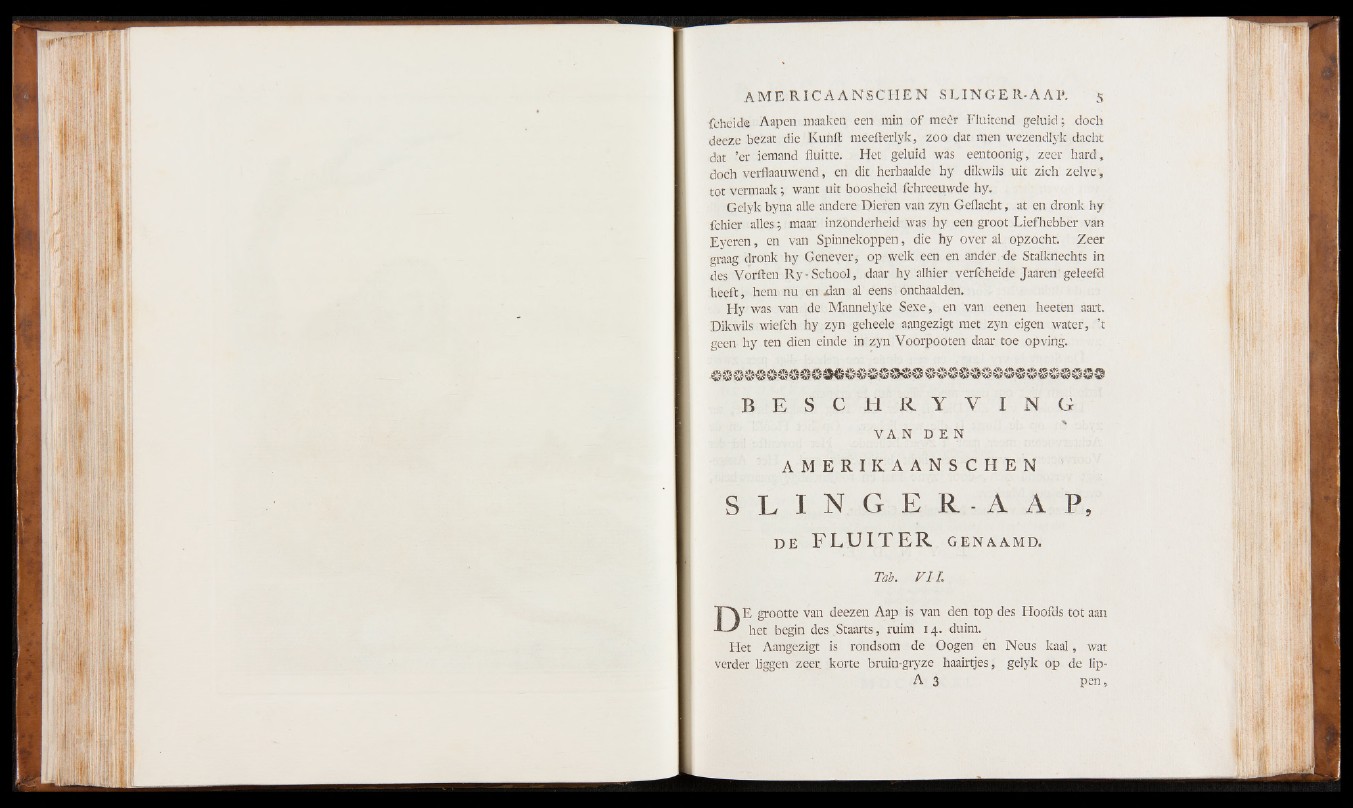 AMERICAANSCHEN SLINGER-AAP. 5
ſcheide Aapen maaken een min of meêr Fluitend geluid; doch
deeze bezat die Kunſt meeſterlyk, zoo dat men wezendlyk dacht
dat 'er iemand fluitte. Het geluid was eentoonig, zeer hard,
doch verflaauwend, en dit herhaalde hy dikwils uit zich zelve,
tot vermaak; want uit boosheid ſchreeuwde hy.
Gelyk byna alle andere Dieren van zyn Geſlacht, at en dronk hy
ſchier alles; maar inzonderheid was hy een groot Liefhebber van
Eyeren, en van Spinnekoppen, die hy over al opzocht. Zeer
graag dronk hy Genever, op welk een en ander de Stalknechts in
des Vorſten Ry-School, daar hy alhier verſcheide Jaaren geleefd
heeft, hem nu en dan al eens onthaalden.
Hy was van de Mannelyke Sexe, en van eenen heeten aart.
Dikwils wieſch hy zyn geheele aangezigt met zyn eigen water, 't
geen hy ten dien einde in zyn Voorpooten daar toe opving.
BESCHRYVING
VAN DEN
AMERIKAANSCHEN
SLINGER-AAP,
DE FLUITER GENAAMD.
Tab. VII.
DE grootte van deezen Aap is van den top des Hoofds tot aan
het begin des Staarts, ruim 14. duim.
Het Aangezigt is rondsom de Oogen en Neus kaal, wat
verder liggen zeer korte bruin-gryze haairtjes, gelyk op de lip-
A 3 pen,